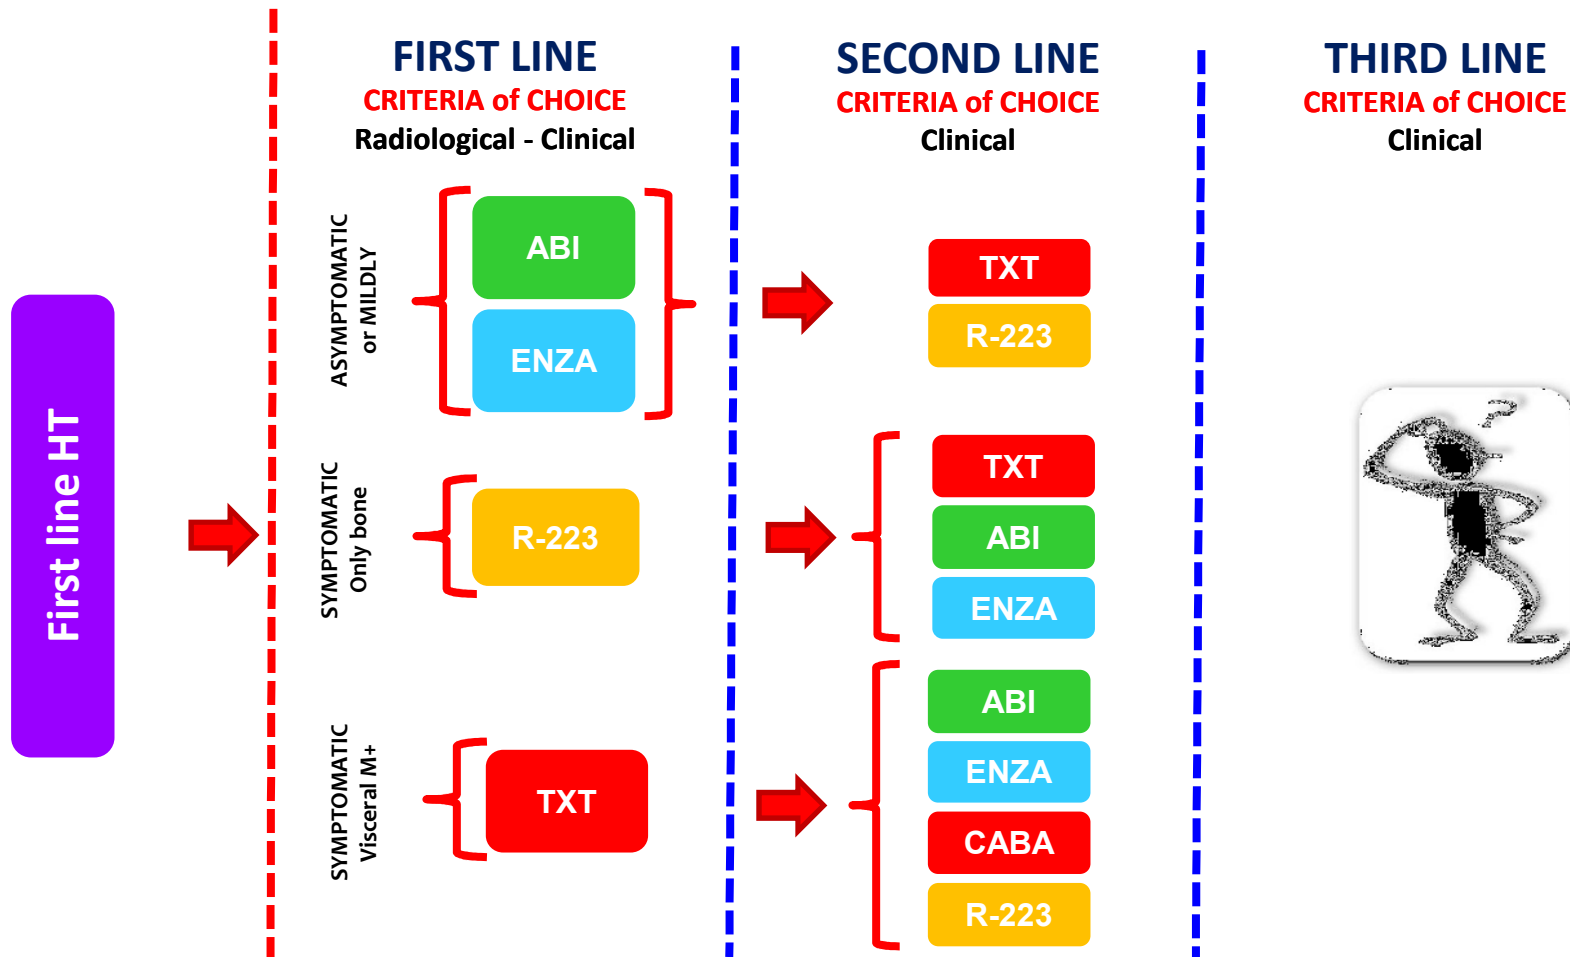 First line HT
FIRST LINE
CRITERIA of CHOICE
Radiological - Clinical
ASYMPTOMATIC
or MILDLY
ABI
ENZA
SYMPTOMATIC
Only bone
R-223
SYMPTOMATIC
Visceral M+
TXT
SECOND LINE
CRITERIA of CHOICE
Clinical
TXT
R-223
TXT
ABI
ENZA
ABI
ENZA
CABA
R-223
THIRD LINE
CRITERIA of CHOICE
Clinical
?